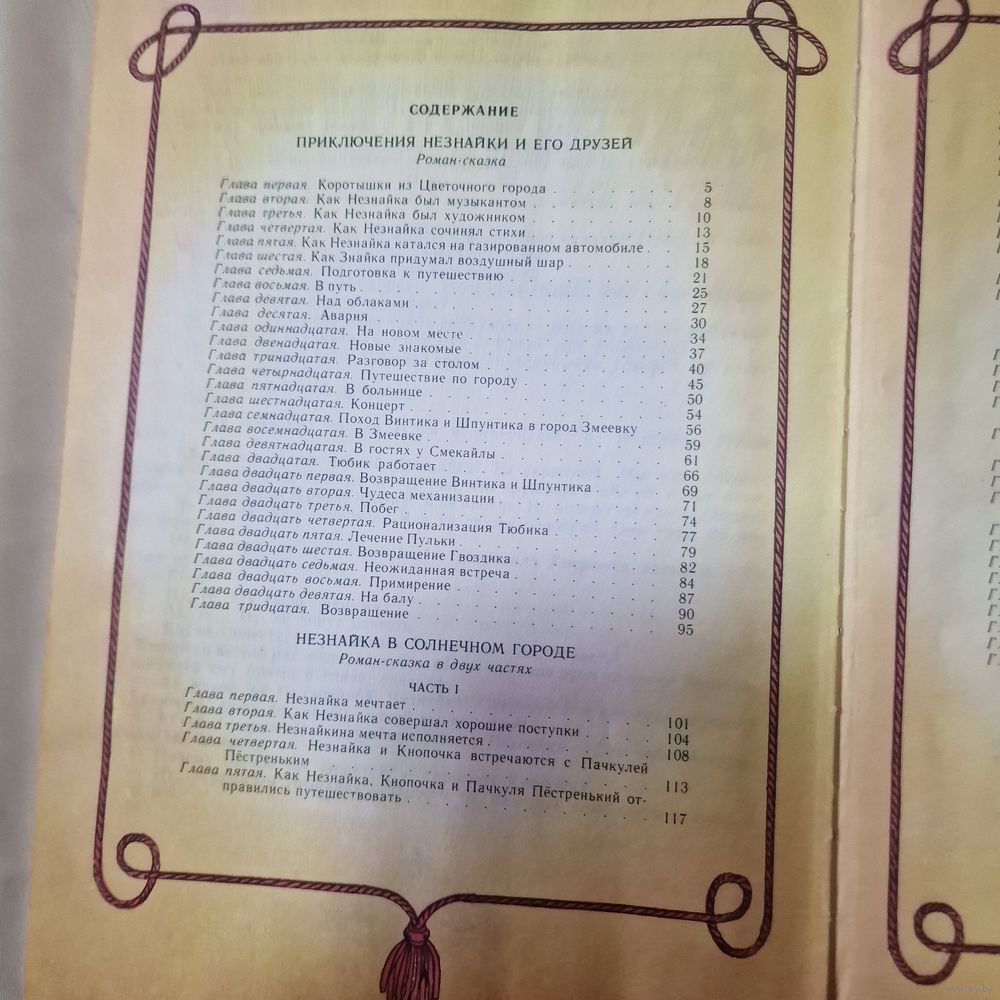 СОДЕРЖАНИЕ
ПРИКЛЮЧЕНИЯ НЕЗНАЙКИ И ЕГО ДРУЗЕЙ
Роман-сказка
Глава первая. Коротышки из Цветочного города . . . . . . . 5
Глава вторая. Как Незнайка был музыкантом . . . . . . . 8
Глава третья. Как Незнайка был художником . . . . . . . 10
Глава четвертая. Как Незнайка сочинял стихи . . . . . . . 13
Глава пятая. Как Незнайка катался на газированном автомобиле . . . 15
Глава шестая. Как Знайка придумал воздушный шар . . . . . . 18
Глава седьмая. Подготовка к путешествию . . . . . . . 21
Глава восьмая. В путь . . . . . . . . . . . . 25
Глава девятая. Над облаками . . . . . . . . . . 27
Глава десятая. Авария . . . . . . . . . . . . 30
Глава одиннадцатая. На новом месте . . . . . . . . . 34
Глава двенадцатая. Новые знакомые . . . . . . . . . 37
Глава тринадцатая. Разговор за столом . . . . . . . . 40
Глава четырнадцатая. Путешествие по городу . . . . . . . 45
Глава пятнадцатая. В больнице . . . . . . . . . . 50
Глава шестнадцатая. Концерт . . . . . . . . . . . 54
Глава семнадцатая. Поход Винтика и Шпунтика в город Змеевку . 56
Глава восемнадцатая. В Змеевке . . . . . . . . . . 59
Глава девятнадцатая. В гостях у Смекайлы . . . . . . . 61
Глава двадцатая. Тюбик работает . . . . . . . . . 66
Глава двадцать первая. Возвращение Винтика и Шпунтика . . . . 69
Глава двадцать вторая. Чудеса механизации . . . . . . . 71
Глава двадцать третья. Побег . . . . . . . . . . 74
Глава двадцать четвертая. Рационализация Тюбика . . . . . 77
Глава двадцать пятая. Лечение Пульки . . . . . . . . 79
Глава двадцать шестая. Возвращение Гвоздика . . . . . . 82
Глава двадцать седьмая. Неожиданная встреча . . . . . . 84
Глава двадцать восьмая. Примирение . . . . . . . . 87
Глава двадцать девятая. На балу . . . . . . . . . 90
Глава тридцатая. Возвращение . . . . . . . . . . 95
НЕЗНАЙКА В СОЛНЕЧНОМ ГОРОДЕ
Роман-сказка в двух частях
ЧАСТЬ I
Глава первая. Незнайка мечтает . . . . . . . . . . 101
Глава вторая. Как Незнайка совершал хорошие поступки . . . . 104
Глава третья. Незнайкина мечта исполняется . . . . . . . 108
Глава четвертая. Незнайка и Кнопочка встречаются с Пачкулей
Пёстреньким . . . . . . . . . . . . 113
Глава пятая. Как Незнайка, Кнопочка и Пачкуля Пёстренький от-
правились путешествовать . . . . . . . . . 117